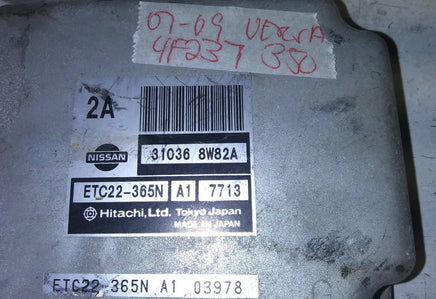 07-09 VERSA
4F237 350
2A
NISSAN
31036 8W82A
ETC22-365N A1 7713
Hitachi, Ltd. Tokyo Japan
MADE IN JAPAN
ETC22-365N A1 03978